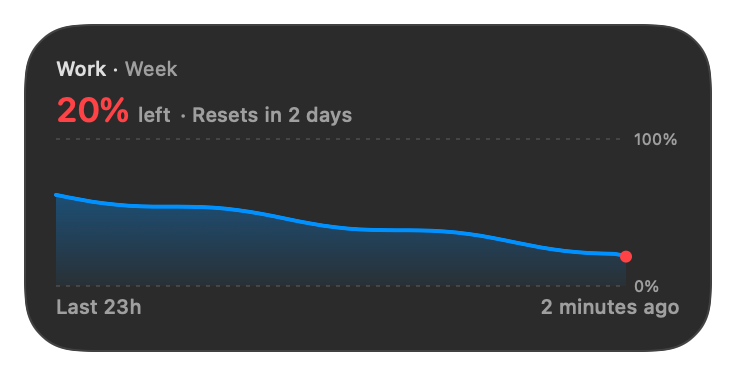 Work · Week
20% left · Resets in 2 days
100%
0%
Last 23h 2 minutes ago